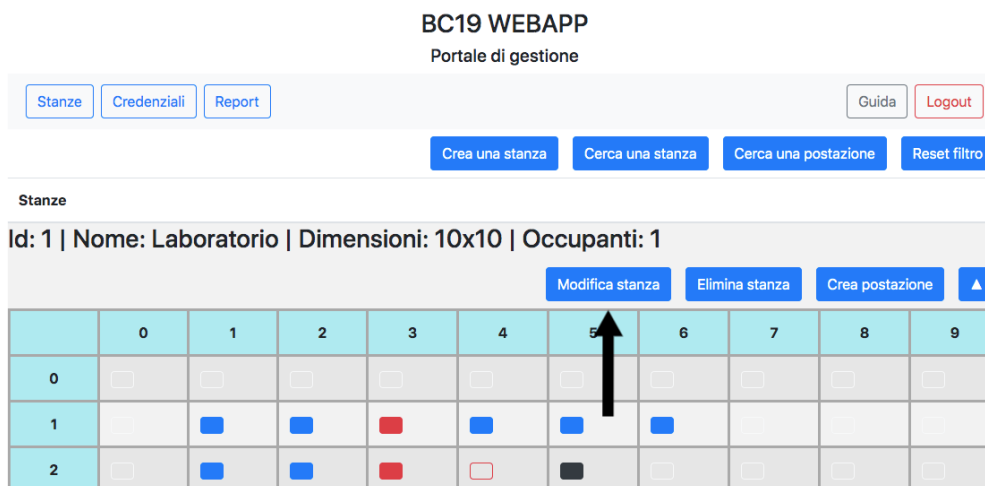 BC19 WEBAPP
Portale di gestione
Stanze Credenziali Report Guida Logout
Crea una stanza Cerca una stanza Cerca una postazione Reset filtro
Stanze
Id: 1 | Nome: Laboratorio | Dimensioni: 10x10 | Occupanti: 1
Modifica stanza Elimina stanza Crea postazione ▲
0 1 2 3 4 5 6 7 8 9
0
1
2